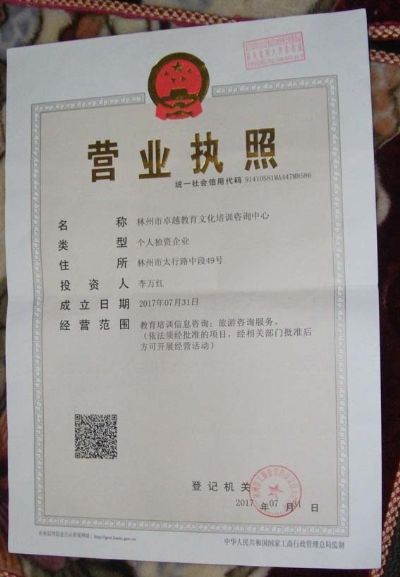 营业执照
统一社会信用代码 91410581MA447MR586
名 称 林州市卓越教育文化培训咨询中心
类 型 个人独资企业
住 所 林州市太行路中段49号
投资人 李万红
成立日期 2017年07月31日
经营范围 教育培训信息咨询；旅游咨询服务。
（依法须经批准的项目，经相关部门批准后
方可开展经营活动）
登记机关
2017 年 07 月 31 日
中华人民共和国国家工商行政管理总局监制